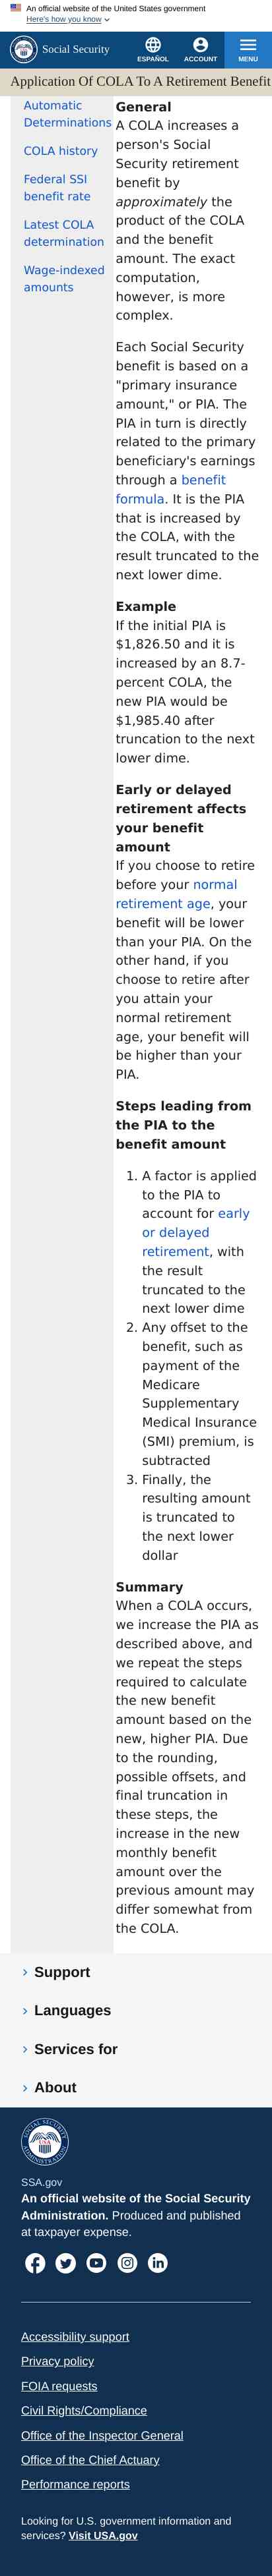 An official website of the United States government
Here's how you know
Social Security
ESPAÑOL
ACCOUNT
MENU
Application Of COLA To A Retirement Benefit
Automatic
Determinations
COLA history
Federal SSI
benefit rate
Latest COLA
determination
Wage-indexed
amounts
General
A COLA increases a
person's Social
Security retirement
benefit by
approximately the
product of the COLA
and the benefit
amount. The exact
computation,
however, is more
complex.
Each Social Security
benefit is based on a
"primary insurance
amount," or PIA. The
PIA in turn is directly
related to the primary
beneficiary's earnings
through a benefit
formula. It is the PIA
that is increased by
the COLA, with the
result truncated to the
next lower dime.
Example
If the initial PIA is
$1,826.50 and it is
increased by an 8.7-
percent COLA, the
new PIA would be
$1,985.40 after
truncation to the next
lower dime.
Early or delayed
retirement affects
your benefit
amount
If you choose to retire
before your normal
retirement age, your
benefit will be lower
than your PIA. On the
other hand, if you
choose to retire after
you attain your
normal retirement
age, your benefit will
be higher than your
PIA.
Steps leading from
the PIA to the
benefit amount
1. A factor is applied
to the PIA to
account for early
or delayed
retirement, with
the result
truncated to the
next lower dime
2. Any offset to the
benefit, such as
payment of the
Medicare
Supplementary
Medical Insurance
(SMI) premium, is
subtracted
3. Finally, the
resulting amount
is truncated to
the next lower
dollar
Summary
When a COLA occurs,
we increase the PIA as
described above, and
we repeat the steps
required to calculate
the new benefit
amount based on the
new, higher PIA. Due
to the rounding,
possible offsets, and
final truncation in
these steps, the
increase in the new
monthly benefit
amount over the
previous amount may
differ somewhat from
the COLA.
Support
Languages
Services for
About
SOCIAL SECURITY
USA
ADMINISTRATION
SSA.gov
An official website of the Social Security
Administration. Produced and published
at taxpayer expense.
Accessibility support
Privacy policy
FOIA requests
Civil Rights/Compliance
Office of the Inspector General
Office of the Chief Actuary
Performance reports
Looking for U.S. government information and
services? Visit USA.gov